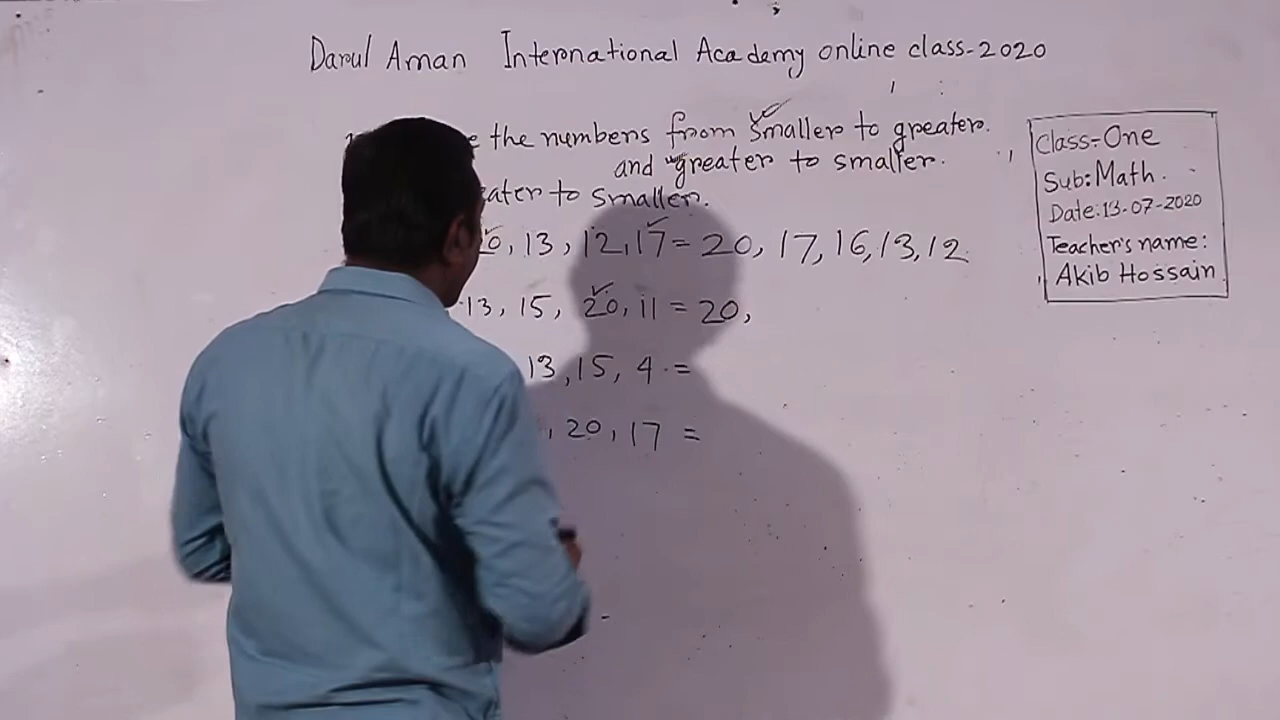 Darul Aman International Academy online class-2020
the numbers from smaller to greater.
and greater to smaller.
to smaller.
20, 13, 12, 17 = 20, 17, 16, 13, 12
13, 15, 20, 11 = 20,
13, 15, 4 =
, 20, 17 =
Class-One
Sub: Math.
Date: 13-07-2020
Teacher's name:
Akib Hossain